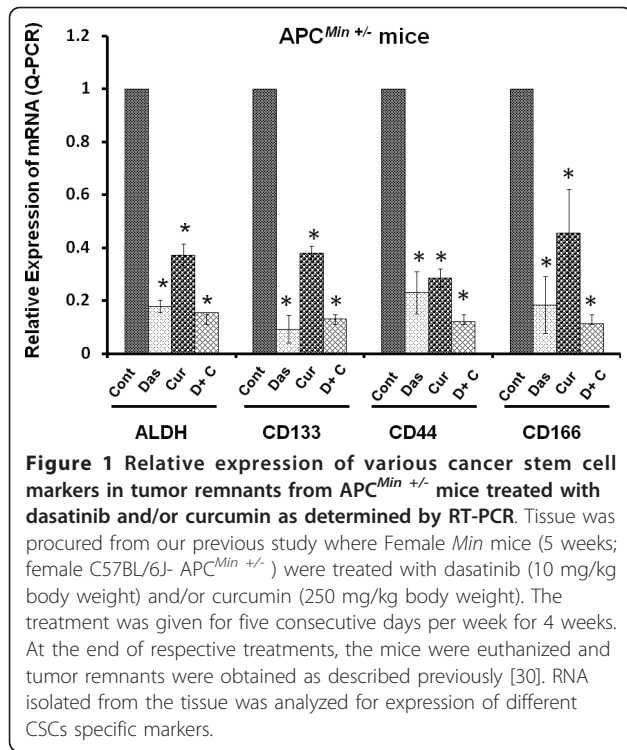 APC^Min +/- mice
Relative Expression of mRNA (Q-PCR)
1.2
1
0.8
0.6
0.4
0.2
0
* * * * * * * * * * * *
Cont Das Cur D+ C Cont Das Cur D+ C Cont Das Cur D+ C Cont Das Cur D+ C
ALDH CD133 CD44 CD166
Figure 1 Relative expression of various cancer stem cell
markers in tumor remnants from APC^Min +/- mice treated with
dasatinib and/or curcumin as determined by RT-PCR. Tissue was
procured from our previous study where Female Min mice (5 weeks;
female C57BL/6J- APC^Min +/- ) were treated with dasatinib (10 mg/kg
body weight) and/or curcumin (250 mg/kg body weight). The
treatment was given for five consecutive days per week for 4 weeks.
At the end of respective treatments, the mice were euthanized and
tumor remnants were obtained as described previously [30]. RNA
isolated from the tissue was analyzed for expression of different
CSCs specific markers.